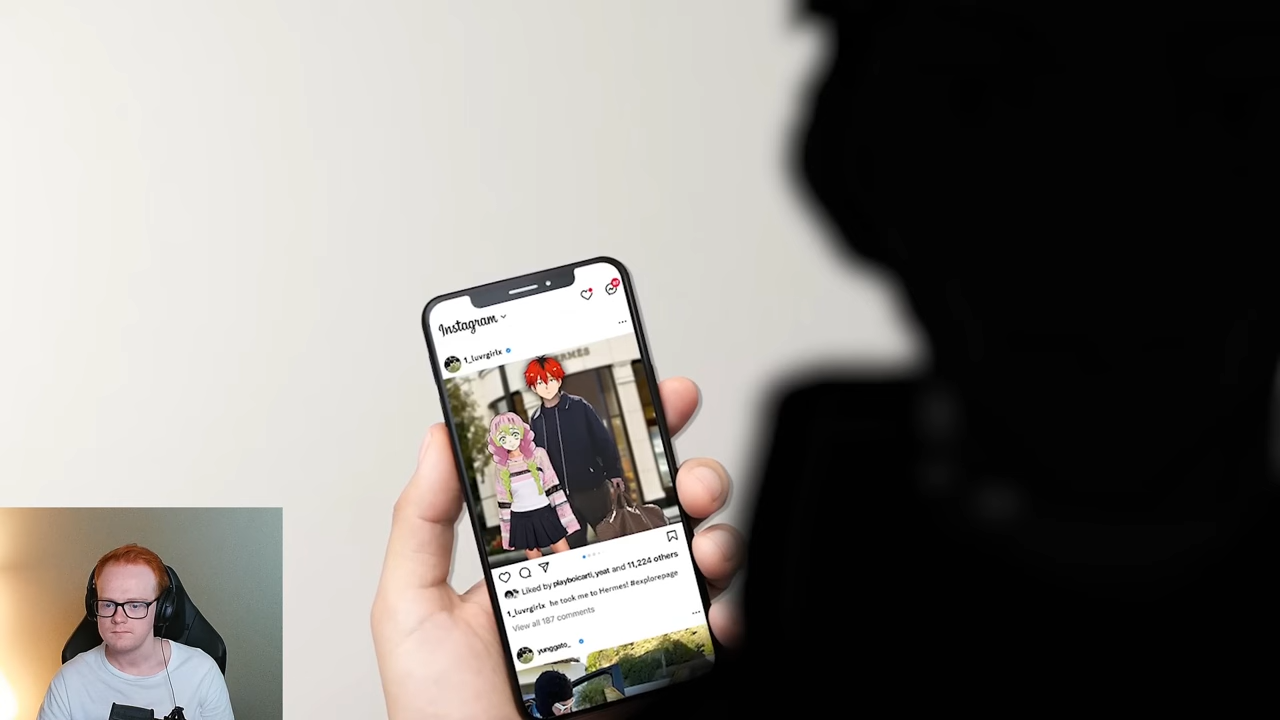 Instagram
1_luvrgirlx
HERMES
Liked by playboicarti, yeat and 11,224 others
1_luvrgirlx he took me to Hermes! #explorepage
View all 187 comments
yunggato_